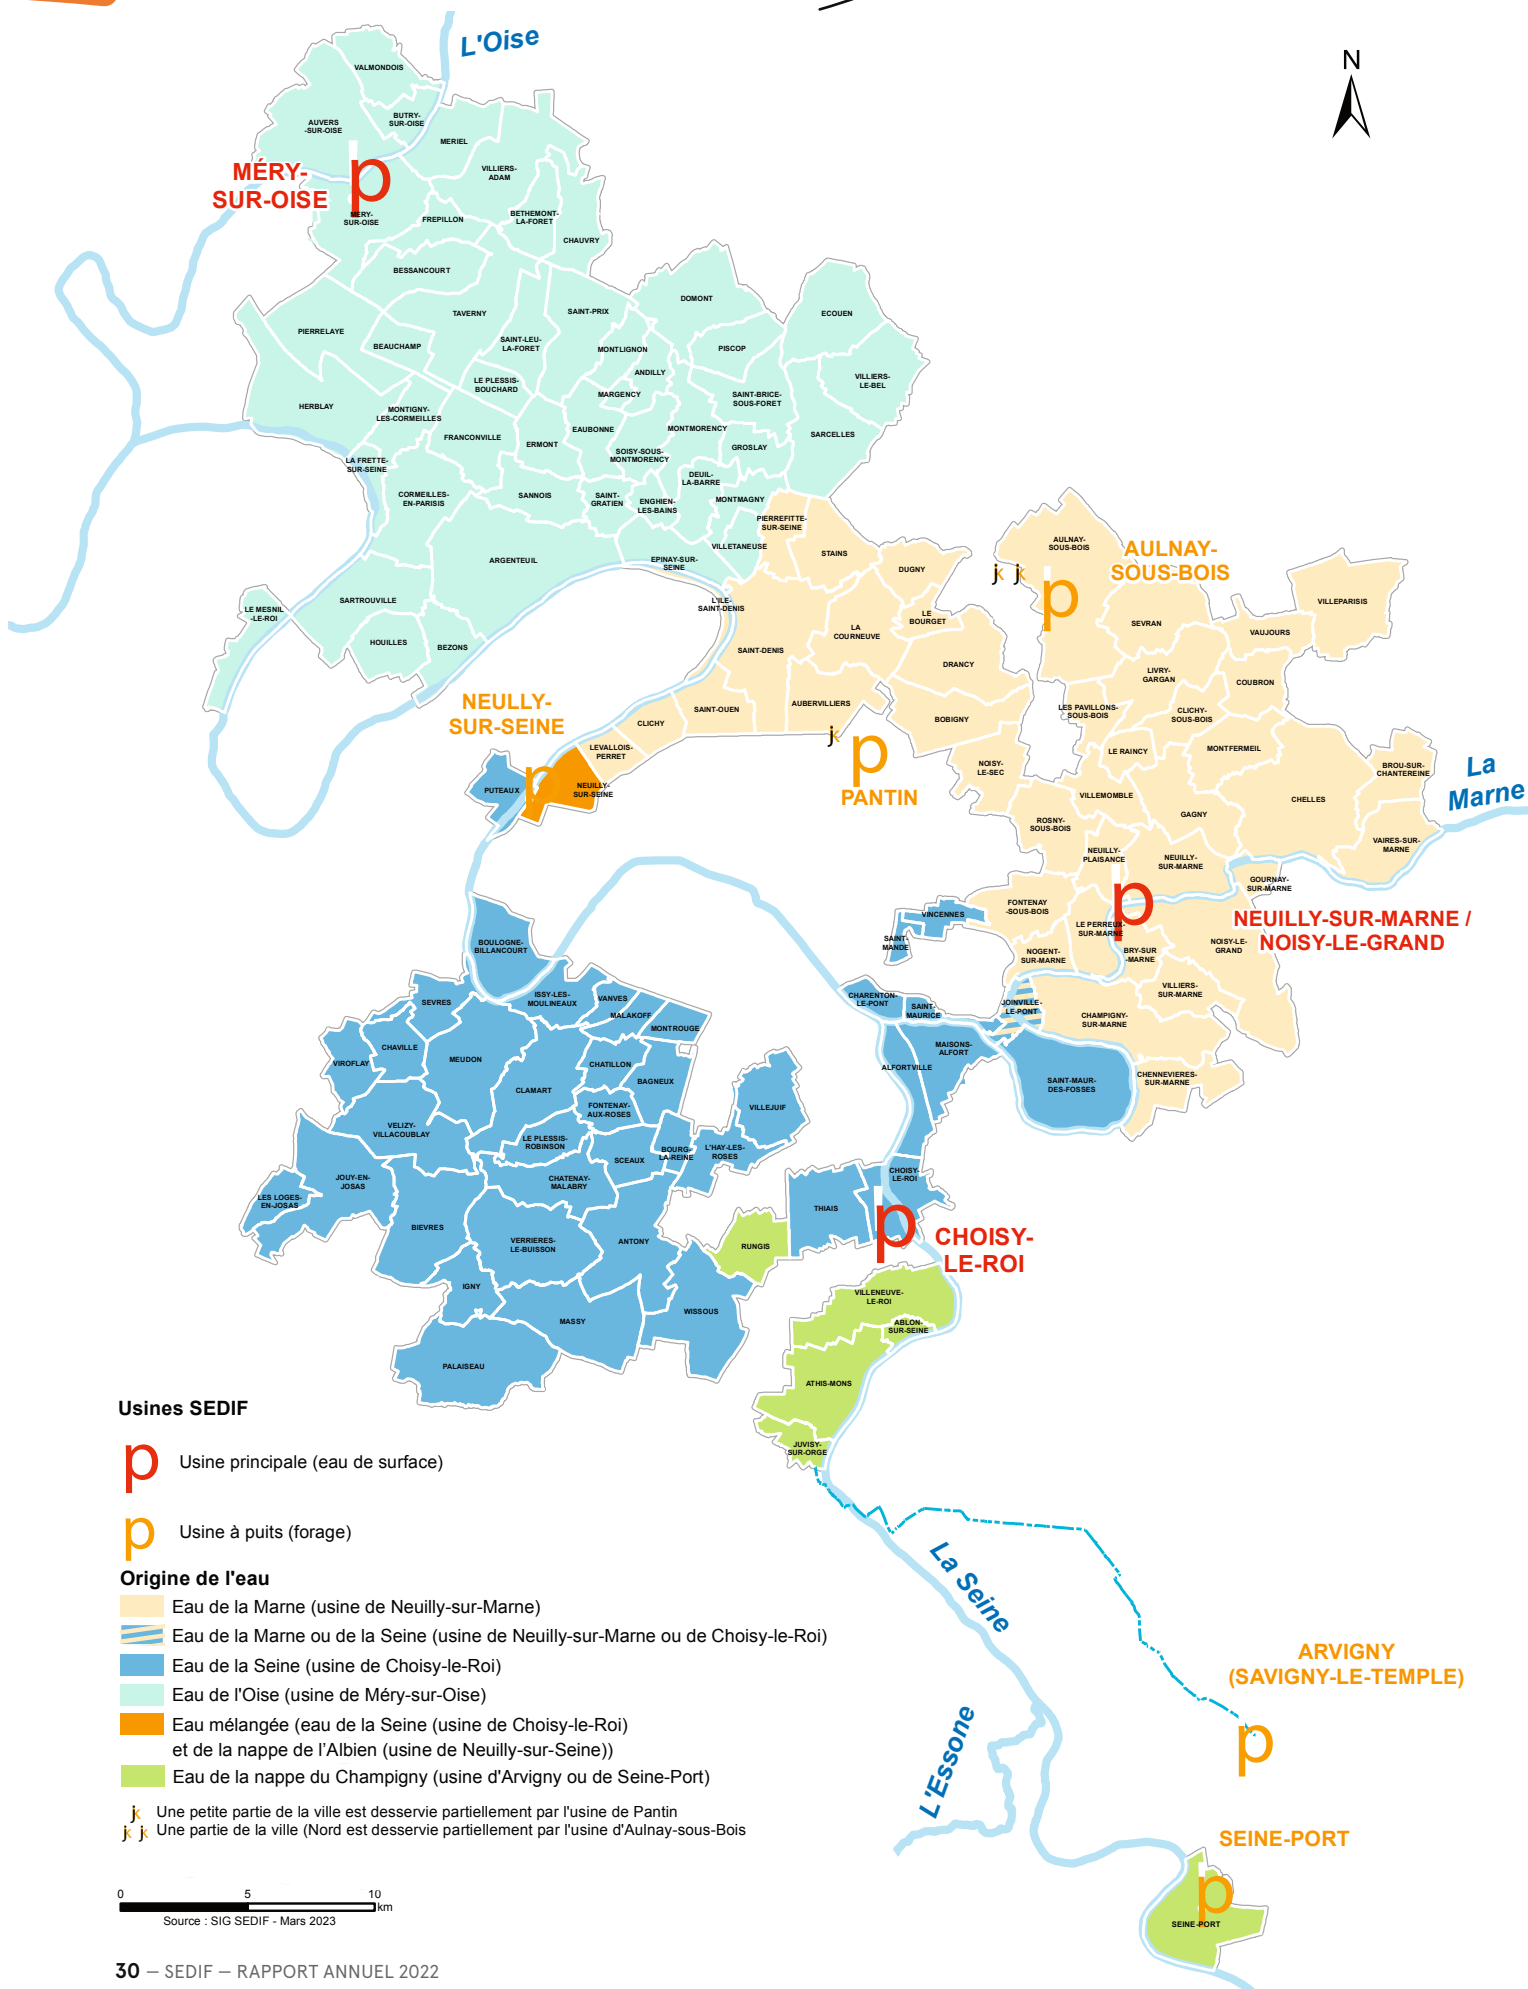 L'Oise
N
VALMONDOIS
AUVERS
-SUR-OISE
BUTRY-
SUR-OISE
MERIEL
VILLIERS-
ADAM
MÉRY-
SUR-OISE
p
MERY-
SUR-OISE
FREPILLON
BETHEMONT-
LA-FORET
CHAUVRY
BESSANCOURT
DOMONT
ECOUEN
PIERRELAYE
TAVERNY
SAINT-PRIX
BEAUCHAMP
SAINT-LEU-
LA-FORET
MONTLIGNON
PISCOP
ANDILLY
VILLIERS-
LE-BEL
LE PLESSIS-
BOUCHARD
MARGENCY
SAINT-BRICE-
SOUS-FORET
HERBLAY
MONTIGNY-
LES-CORMEILLES
FRANCONVILLE
ERMONT
EAUBONNE
MONTMORENCY
SARCELLES
SOISY-SOUS-
MONTMORENCY
GROSLAY
LA FRETTE-
SUR-SEINE
DEUIL-
LA-BARRE
CORMEILLES-
EN-PARISIS
SANNOIS
SAINT-
GRATIEN
ENGHIEN-
LES-BAINS
MONTMAGNY
PIERREFITTE-
SUR-SEINE
VILLETANEUSE
STAINS
AULNAY-
SOUS-BOIS
AULNAY-
SOUS-BOIS
ARGENTEUIL
EPINAY-SUR-
SEINE
DUGNY
jk jk
p
VILLEPARISIS
LE MESNIL
-LE-ROI
SARTROUVILLE
L'ILE-
SAINT-DENIS
LE
BOURGET
SEVRAN
VAUJOURS
LA
COURNEUVE
HOUILLES
BEZONS
SAINT-DENIS
DRANCY
LIVRY-
GARGAN
COUBRON
NEUILLY-
SUR-SEINE
SAINT-OUEN
AUBERVILLIERS
BOBIGNY
LES PAVILLONS-
SOUS-BOIS
CLICHY-
SOUS-BOIS
CLICHY
jk
p
PANTIN
LEVALLOIS-
PERRET
LE RAINCY
MONTFERMEIL
NOISY-
LE-SEC
BROU-SUR-
CHANTEREINE
La
Marne
p
PUTEAUX
NEUILLY-
SUR-SEINE
VILLEMOMBLE
CHELLES
GAGNY
ROSNY-
SOUS-BOIS
VAIRES-SUR-
MARNE
NEUILLY-
PLAISANCE
NEUILLY-
SUR-MARNE
GOURNAY-
SUR-MARNE
p
FONTENAY
-SOUS-BOIS
VINCENNES
LE PERREUX-
SUR-MARNE
NEUILLY-SUR-MARNE /
NOISY-LE-GRAND
SAINT-
MANDE
NOISY-LE-
GRAND
BOULOGNE-
BILLANCOURT
NOGENT-
SUR-MARNE
BRY-SUR
-MARNE
VILLIERS-
SUR-MARNE
SEVRES
ISSY-LES-
MOULINEAUX
VANVES
MALAKOFF
MONTROUGE
CHARENTON-
LE-PONT
SAINT-
MAURICE
JOINVILLE-
LE-PONT
CHAMPIGNY-
SUR-MARNE
CHAVILLE
VIROFLAY
MEUDON
CHATILLON
MAISONS-
ALFORT
ALFORTVILLE
BAGNEUX
CLAMART
SAINT-MAUR-
DES-FOSSES
CHENNEVIERES-
SUR-MARNE
FONTENAY-
AUX-ROSES
VILLEJUIF
VELIZY-
VILLACOUBLAY
LE PLESSIS-
ROBINSON
SCEAUX
BOURG-
LA-REINE
L'HAY-LES-
ROSES
JOUY-EN-
JOSAS
CHATENAY-
MALABRY
CHOISY-
LE-ROI
LES LOGES-
EN-JOSAS
THIAIS
p
CHOISY-
LE-ROI
BIEVRES
VERRIERES-
LE-BUISSON
ANTONY
RUNGIS
IGNY
VILLENEUVE-
LE-ROI
MASSY
WISSOUS
ABLON-
SUR-SEINE
PALAISEAU
ATHIS-MONS
JUVISY-
SUR-ORGE
Usines SEDIF
p Usine principale (eau de surface)
p Usine à puits (forage)
Origine de l'eau
Eau de la Marne (usine de Neuilly-sur-Marne)
Eau de la Marne ou de la Seine (usine de Neuilly-sur-Marne ou de Choisy-le-Roi)
Eau de la Seine (usine de Choisy-le-Roi)
Eau de l'Oise (usine de Méry-sur-Oise)
Eau mélangée (eau de la Seine (usine de Choisy-le-Roi)
et de la nappe de l’Albien (usine de Neuilly-sur-Seine))
Eau de la nappe du Champigny (usine d'Arvigny ou de Seine-Port)
jk Une petite partie de la ville est desservie partiellement par l'usine de Pantin
jk jk Une partie de la ville (Nord est desservie partiellement par l'usine d'Aulnay-sous-Bois
La Seine
L'Essone
ARVIGNY
(SAVIGNY-LE-TEMPLE)
p
SEINE-PORT
p
SEINE-PORT
0 5 10
km
Source : SIG SEDIF - Mars 2023
30 — SEDIF — RAPPORT ANNUEL 2022